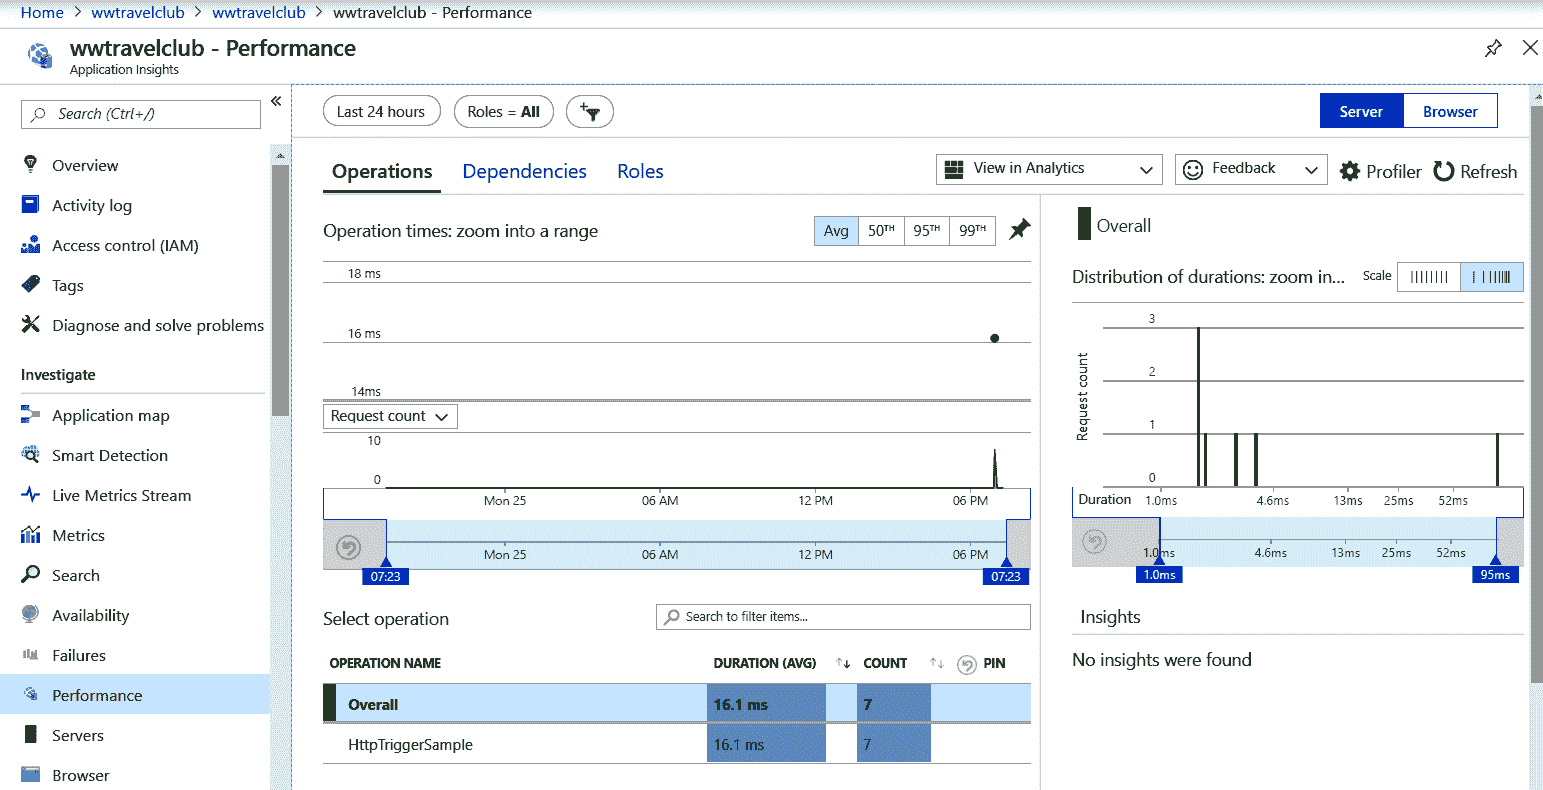 Home > wwtravelclub > wwtravelclub > wwtravelclub - Performance
wwtravelclub - Performance
Application Insights
Search (Ctrl+/)
«
Overview
Activity log
Access control (IAM)
Tags
Diagnose and solve problems
Investigate
Application map
Smart Detection
Live Metrics Stream
Metrics
Search
Availability
Failures
Performance
Servers
Browser
Last 24 hours
Roles = All
Server
Browser
Operations
Dependencies
Roles
View in Analytics
Feedback
Profiler
Refresh
Operation times: zoom into a range
Avg
50TH
95TH
99TH
18 ms
16 ms
14ms
Request count
10
0
Mon 25
06 AM
12 PM
06 PM
Mon 25
06 AM
12 PM
06 PM
07:23
07:23
Select operation
Search to filter items...
OPERATION NAME
DURATION (AVG)
COUNT
PIN
Overall
16.1 ms
7
HttpTriggerSample
16.1 ms
7
Overall
Distribution of durations: zoom in...
Scale
Request count
3
2
1
0
Duration
1.0ms
4.6ms
13ms
25ms
52ms
1.0ms
4.6ms
13ms
25ms
52ms
1.0ms
95ms
Insights
No insights were found